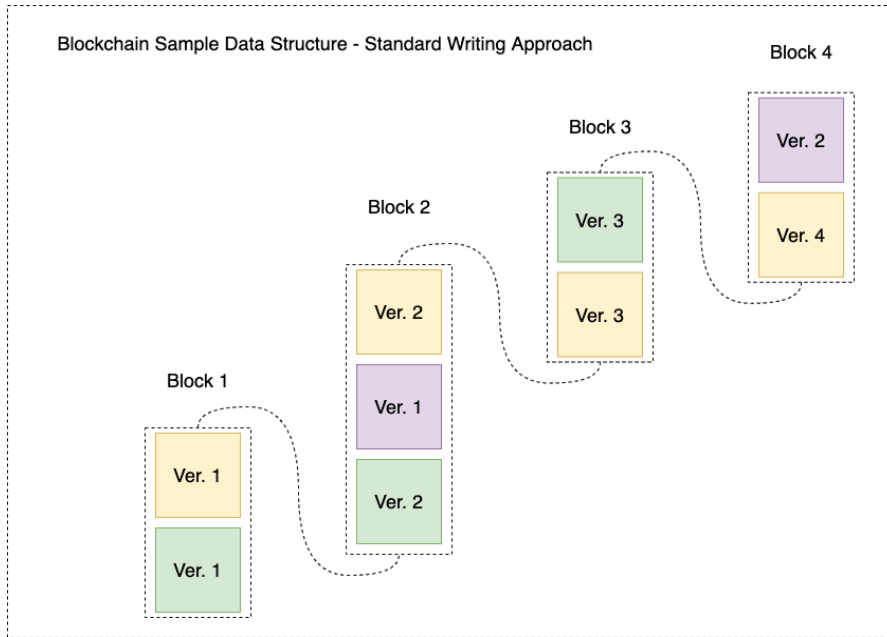 Blockchain Sample Data Structure - Standard Writing Approach
Block 1
Ver. 1
Ver. 1
Block 2
Ver. 2
Ver. 1
Ver. 2
Block 3
Ver. 3
Ver. 3
Block 4
Ver. 2
Ver. 4